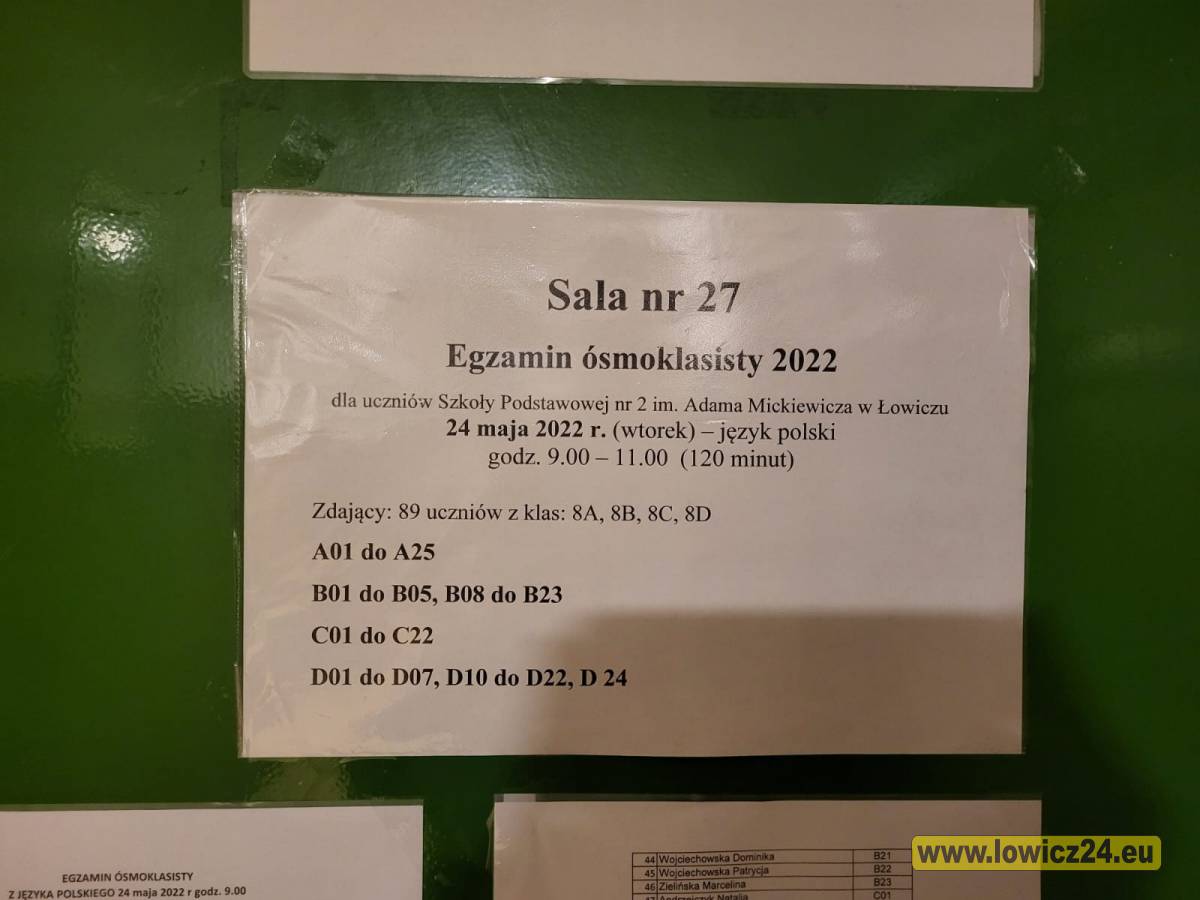 Sala nr 27
Egzamin ósmoklasisty 2022
dla uczniów Szkoły Podstawowej nr 2 im. Adama Mickiewicza w Łowiczu
24 maja 2022 r. (wtorek) – język polski
godz. 9.00 – 11.00 (120 minut)
Zdający: 89 uczniów z klas: 8A, 8B, 8C, 8D
A01 do A25
B01 do B05, B08 do B23
C01 do C22
D01 do D07, D10 do D22, D 24
EGZAMIN ÓSMOKLASISTY
Z JĘZYKA POLSKIEGO 24 maja 2022 r godz. 9.00
44 Wojciechowska Dominika B21
45 Wojciechowska Patrycja B22
46 Zielińska Marcelina B23
47 Andrzejczyk Natalia C01
www.lowicz24.eu